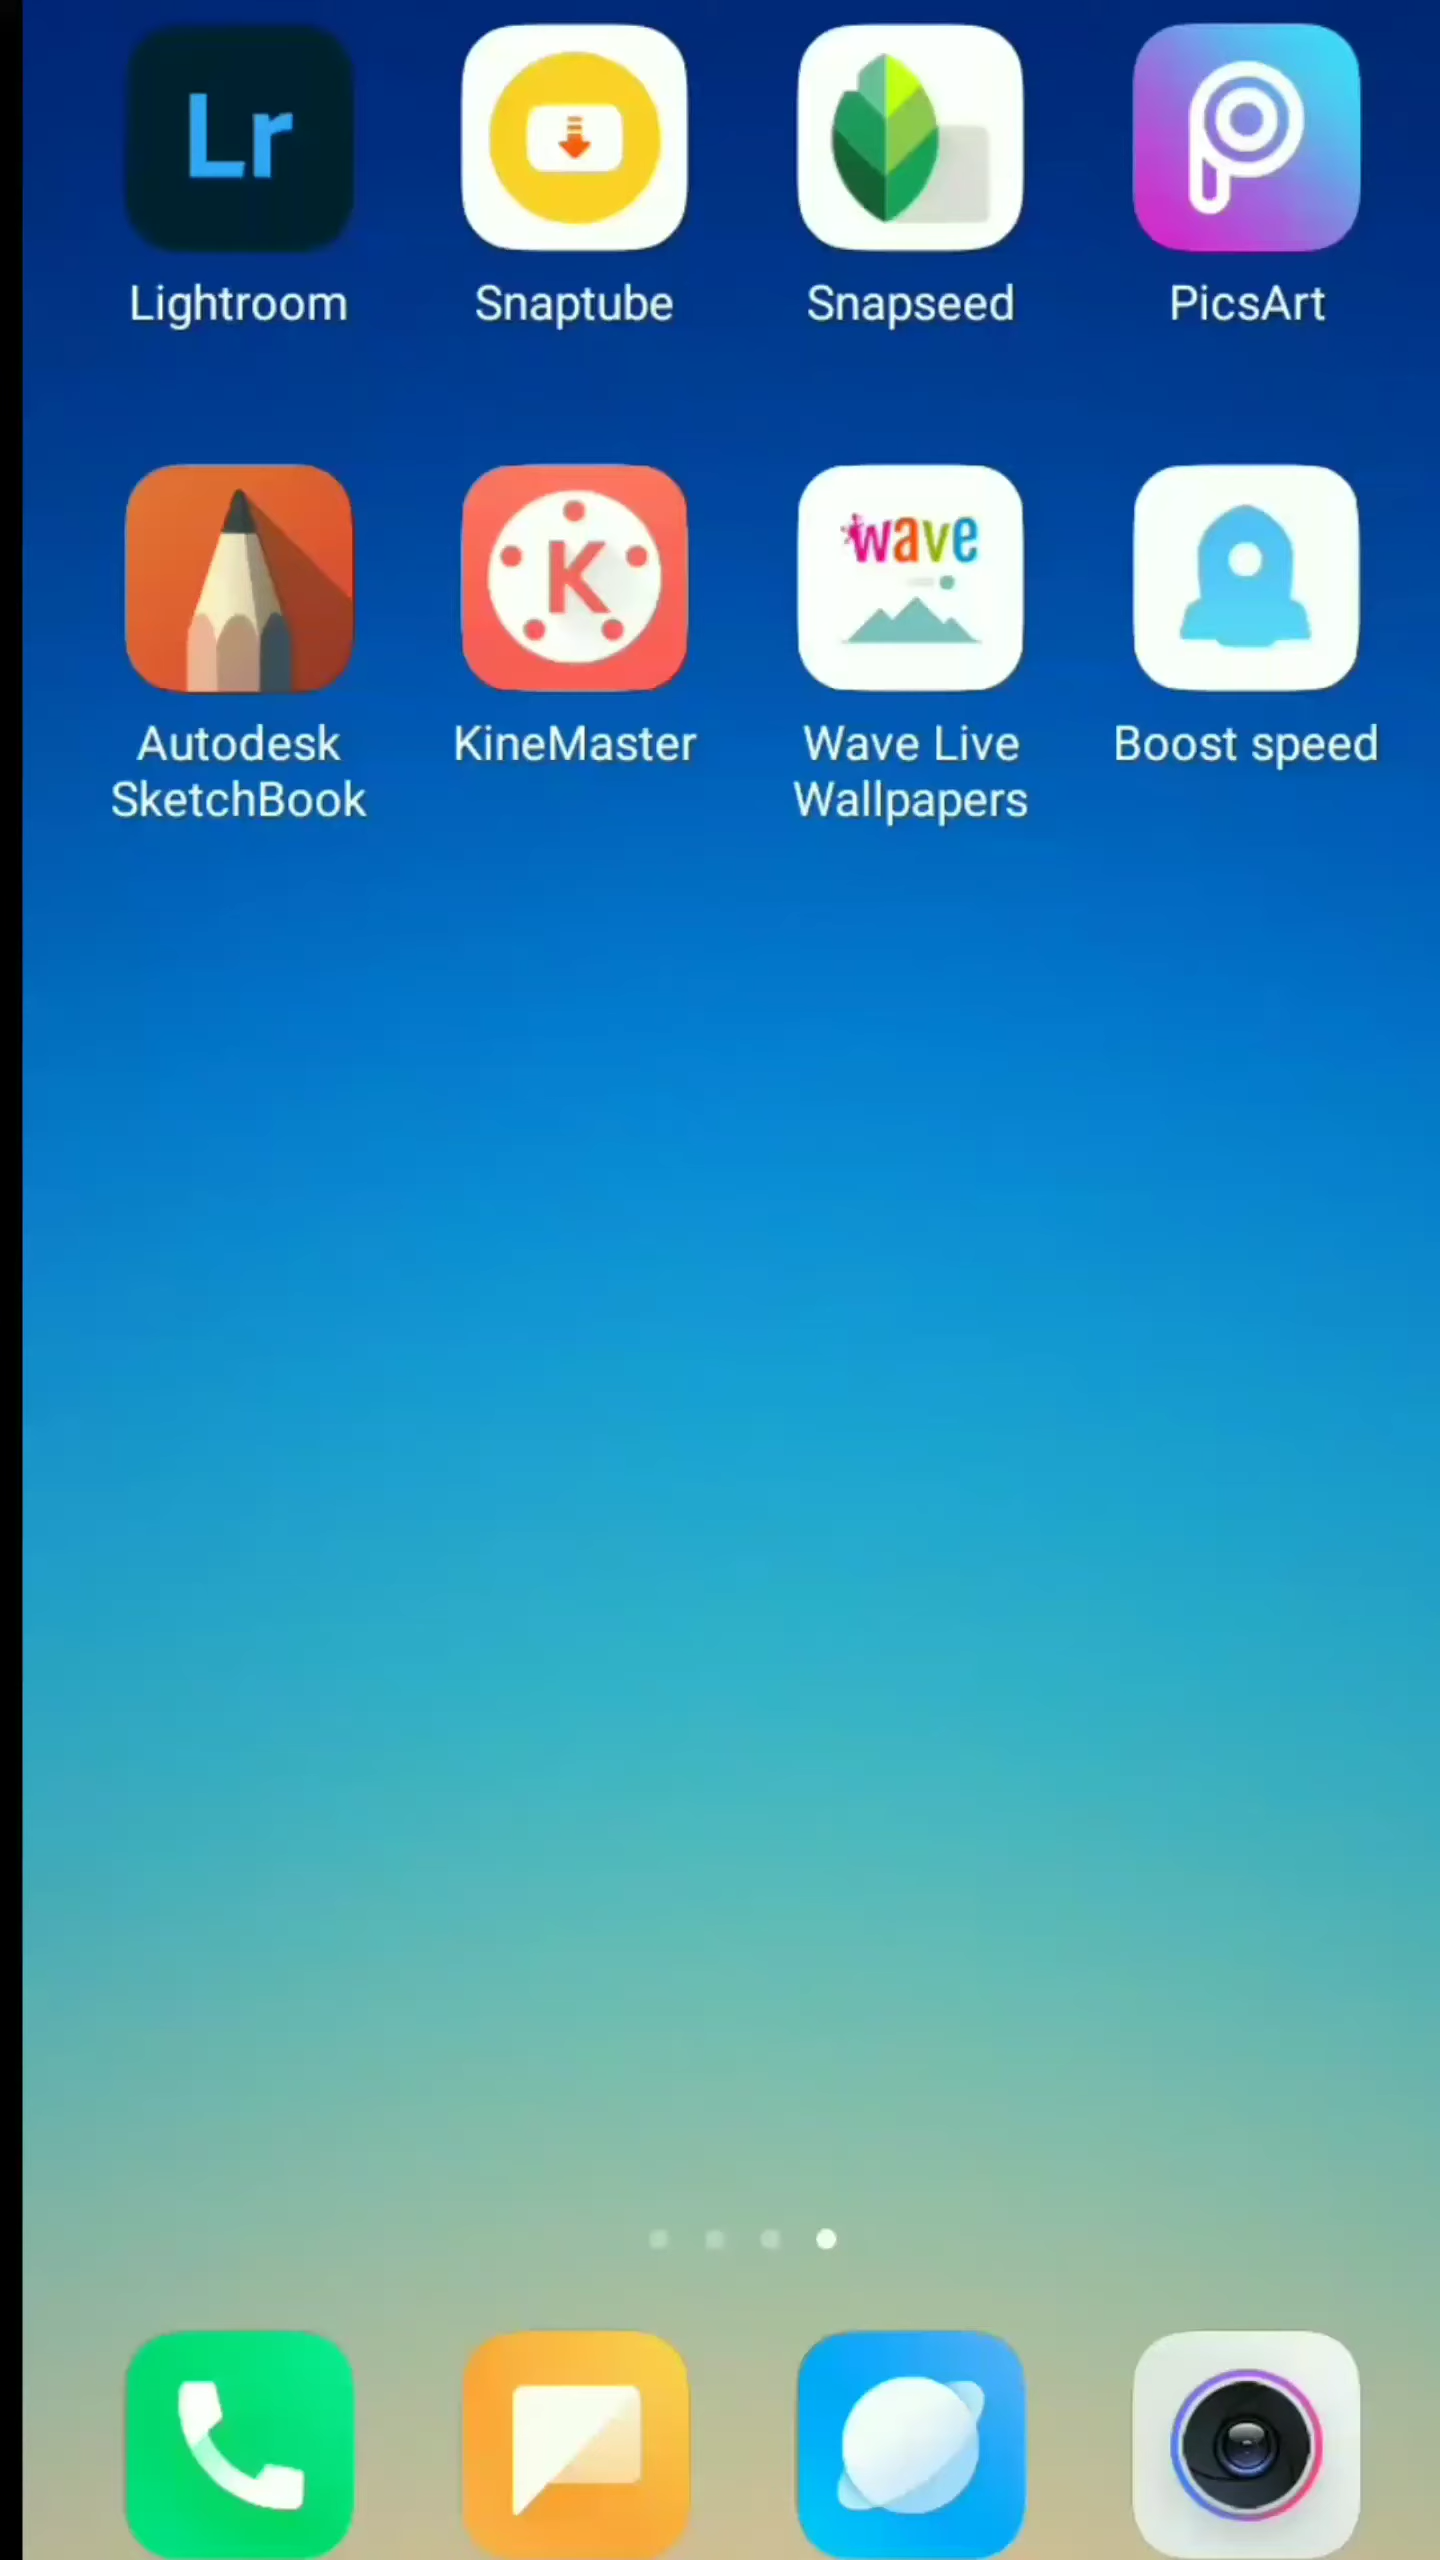 Lr
Lightroom
Snaptube
Snapseed
PicsArt
K
wave
Autodesk
SketchBook
KineMaster
Wave Live
Wallpapers
Boost speed